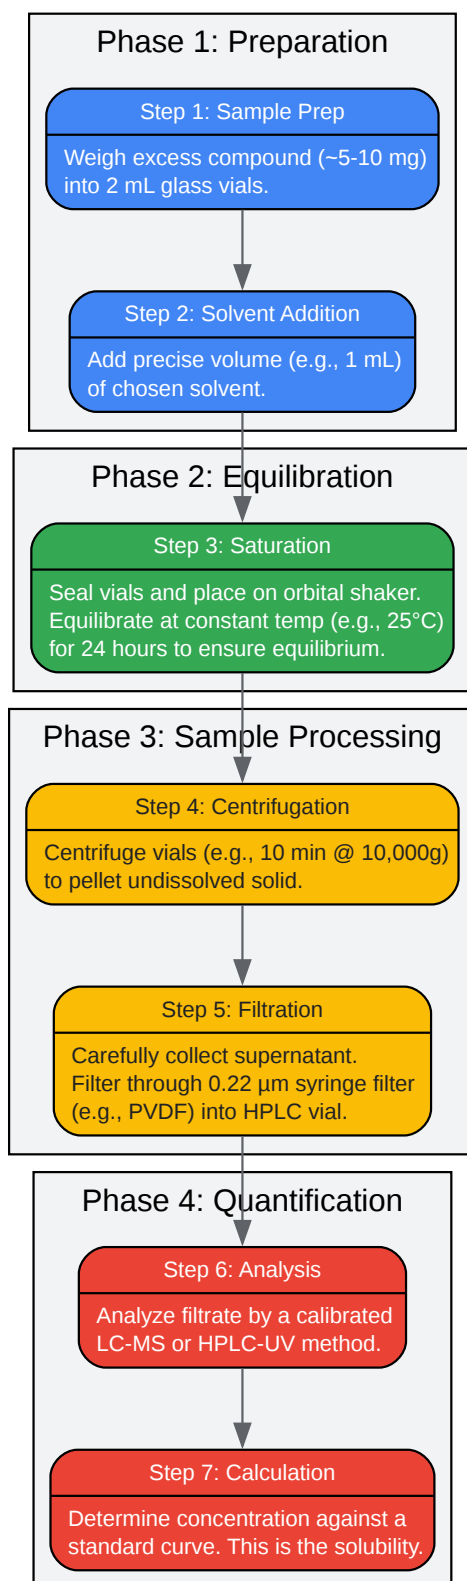 Phase 1: Preparation
Step 1: Sample Prep
Weigh excess compound (~5-10 mg)
into 2 mL glass vials.
Step 2: Solvent Addition
Add precise volume (e.g., 1 mL)
of chosen solvent.
Phase 2: Equilibration
Step 3: Saturation
Seal vials and place on orbital shaker.
Equilibrate at constant temp (e.g., 25°C)
for 24 hours to ensure equilibrium.
Phase 3: Sample Processing
Step 4: Centrifugation
Centrifuge vials (e.g., 10 min @ 10,000g)
to pellet undissolved solid.
Step 5: Filtration
Carefully collect supernatant.
Filter through 0.22 µm syringe filter
(e.g., PVDF) into HPLC vial.
Phase 4: Quantification
Step 6: Analysis
Analyze filtrate by a calibrated
LC-MS or HPLC-UV method.
Step 7: Calculation
Determine concentration against a
standard curve. This is the solubility.